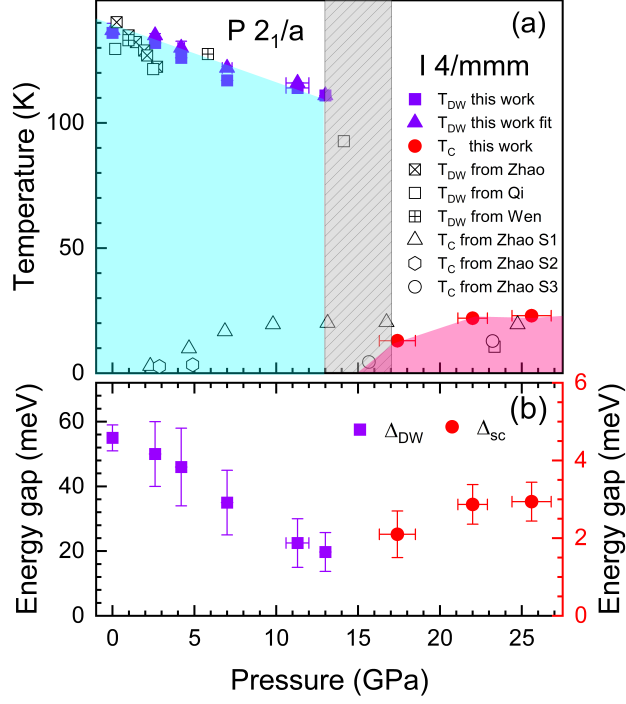 P 2₁/a
(a)
I 4/mmm
T_DW this work
T_DW this work fit
T_C this work
T_DW from Zhao
T_DW from Qi
T_DW from Wen
T_C from Zhao S1
T_C from Zhao S2
T_C from Zhao S3
Temperature (K)
100
50
0
(b)
Δ_DW
Δ_sc
Energy gap (meV)
60
40
20
0
6
4
2
0
Energy gap (meV)
0
5
10
15
20
25
Pressure (GPa)